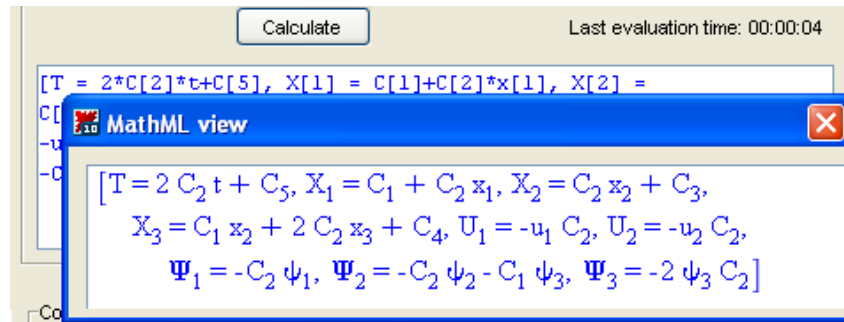 Calculate Last evaluation time: 00:00:04
[T = 2*C[2]*t+C[5], X[1] = C[1]+C[2]*x[1], X[2] =
C[
MathML view
-u
-C
[T = 2 C₂ t + C₅, X₁ = C₁ + C₂ x₁, X₂ = C₂ x₂ + C₃,
X₃ = C₁ x₂ + 2 C₂ x₃ + C₄, U₁ = -u₁ C₂, U₂ = -u₂ C₂,
Ψ₁ = -C₂ ψ₁, Ψ₂ = -C₂ ψ₂ - C₁ ψ₃, Ψ₃ = -2 ψ₃ C₂]
Co